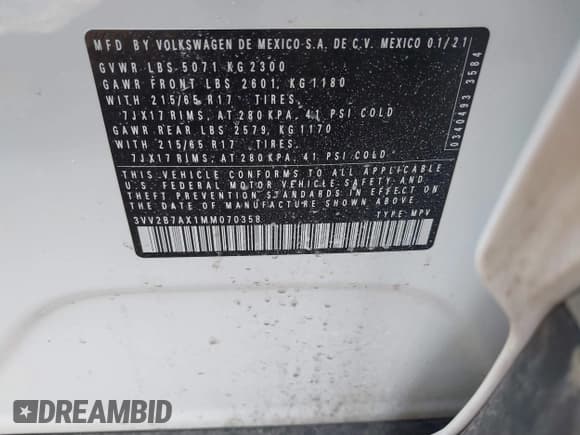 MFD. BY VOLKSWAGEN DE MEXICO S.A. DE C.V. MEXICO 01/21
GVWR LBS 5071 KG 2300
GAWR FRONT LBS 2601, KG 1180
WITH 215/65 R17 TIRES,
7JX17 RIMS, AT 280 KPA, 41 PSI COLD
GAWR REAR LBS 2579, KG 1170
WITH 215/65 R17 TIRES,
7JX17 RIMS, AT 280 KPA, 41 PSI COLD
THIS VEHICLE CONFORMS TO ALL APPLICABLE
U.S. FEDERAL MOTOR VEHICLE SAFETY AND
THEFT PREVENTION STANDARDS IN EFFECT ON
THE DATE OF MANUFACTURE SHOWN ABOVE.
3VV2B7AX1MM070358 TYPE: MPV
0340493 3584
DREAMBID